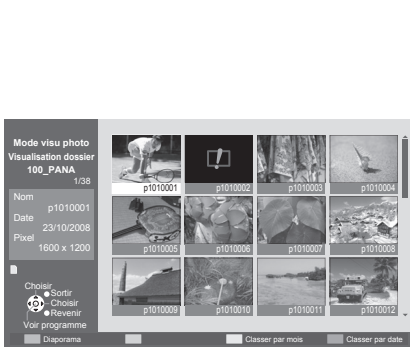 Mode visu photo
Visualisation dossier
100_PANA
1/38
Nom
p1010001
Date
23/10/2008
Pixel
1600 x 1200
Choisir
Sortir
Choisir
Revenir
Voir programme
p1010001
p1010002
p1010003
p1010004
p1010005
p1010006
p1010007
p1010008
p1010009
p1010010
p1010011
p1010012
Diaporama
Classer par mois
Classer par date